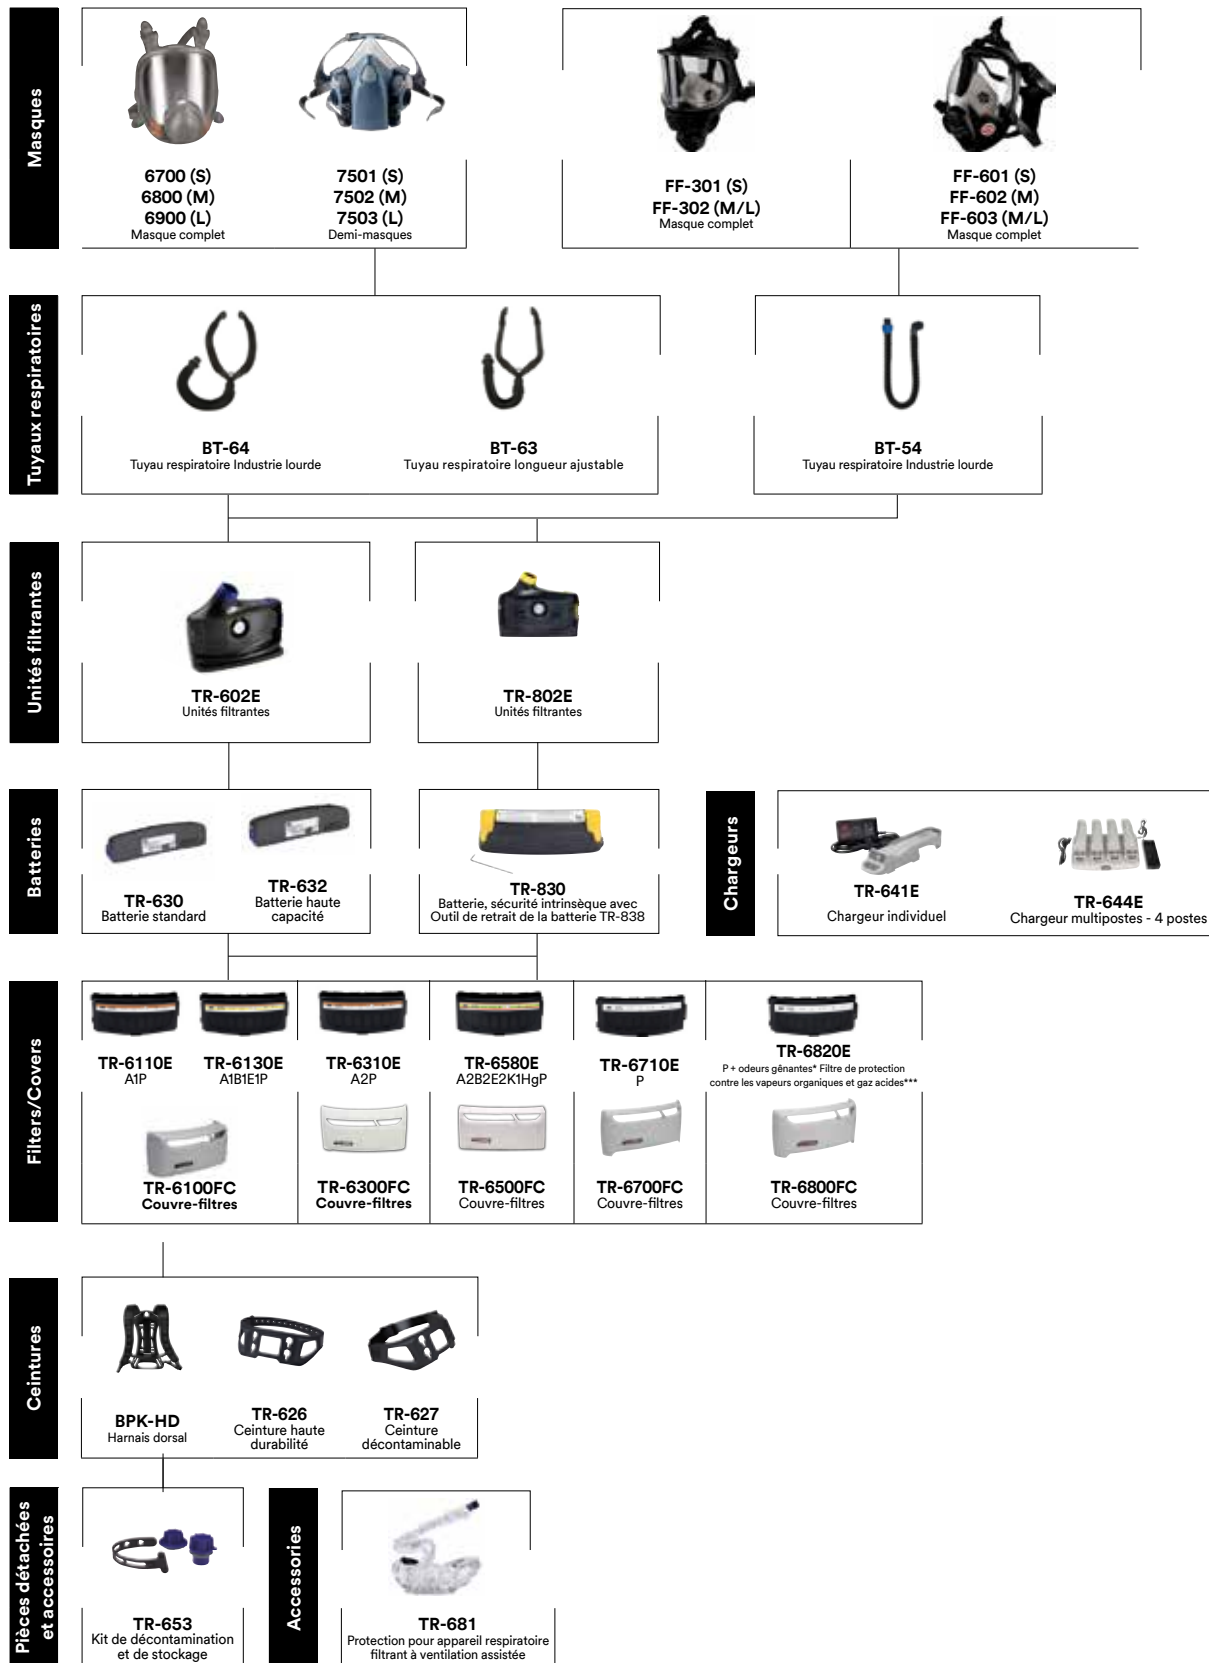 Masques
6700 (S)
6800 (M)
6900 (L)
Masque complet
7501 (S)
7502 (M)
7503 (L)
Demi-masques
FF-301 (S)
FF-302 (M/L)
Masque complet
FF-601 (S)
FF-602 (M)
FF-603 (M/L)
Masque complet
Tuyaux respiratoires
BT-64
Tuyau respiratoire Industrie lourde
BT-63
Tuyau respiratoire longueur ajustable
BT-54
Tuyau respiratoire Industrie lourde
Unités filtrantes
TR-602E
Unités filtrantes
TR-802E
Unités filtrantes
Batteries
TR-630
Batterie standard
TR-632
Batterie haute
capacité
TR-830
Batterie, sécurité intrinsèque avec
Outil de retrait de la batterie TR-838
Chargeurs
TR-641E
Chargeur individuel
TR-644E
Chargeur multipostes - 4 postes
Filters/Covers
TR-6110E
A1P
TR-6130E
A1B1E1P
TR-6310E
A2P
TR-6580E
A2B2E2K1HgP
TR-6710E
P
TR-6820E
P + odeurs gênantes* Filtre de protection
contre les vapeurs organiques et gaz acides***
TR-6100FC
Couvre-filtres
TR-6300FC
Couvre-filtres
TR-6500FC
Couvre-filtres
TR-6700FC
Couvre-filtres
TR-6800FC
Couvre-filtres
Ceintures
BPK-HD
Harnais dorsal
TR-626
Ceinture haute
durabilité
TR-627
Ceinture
décontaminable
Pièces détachées
et accessoires
TR-653
Kit de décontamination
et de stockage
Accessories
TR-681
Protection pour appareil respiratoire
filtrant à ventilation assistée